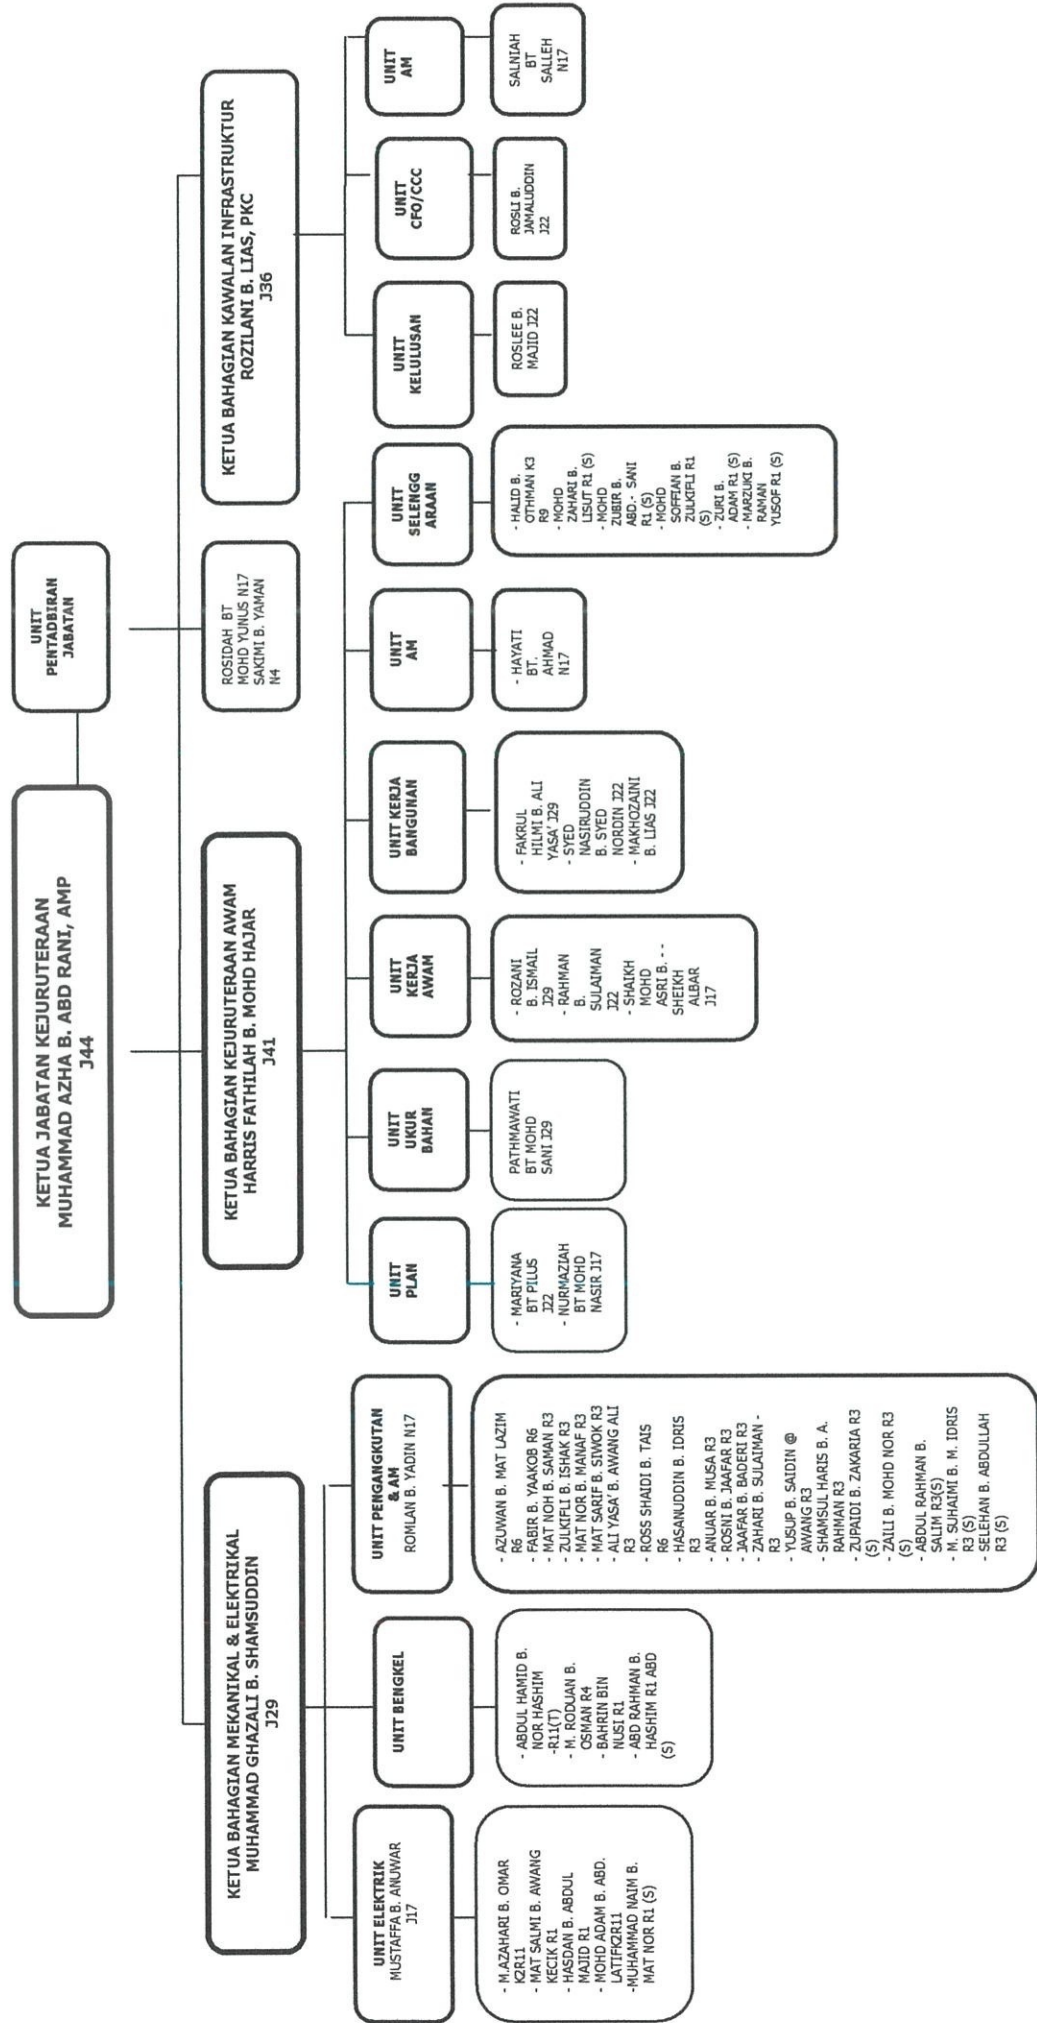 KETUA JABATAN KEJURUTERAAN
MUHAMMAD AZHA B. ABD RANI, AMP
J44
UNIT
PENTADBIRAN
JABATAN
ROSIDAH BT
MOHD YUNUS N17
SAKIMI B. YAMAN
N4
KETUA BAHAGIAN MEKANIKAL & ELEKTRIKAL
MUHAMMAD GHAZALI B. SHAMSUDDIN
J29
KETUA BAHAGIAN KEJURUTERAAN AWAM
HARRIS FATHILAH B. MOHD HAJAR
J41
KETUA BAHAGIAN KAWALAN INFRASTRUKTUR
ROZILANI B. LIAS, PKC
J36
UNIT ELEKTRIK
MUSTAFFA B. ANUWAR
J17
- M.AZAHARI B. OMAR
K2R11
- MAT SALMI B. AWANG
KECIK R1
- HASDAN B. ABDUL
MAJID R1
- MOHD ADAM B. ABD.
LATIFK2R11
-MUHAMMAD NAIM B.
MAT NOR R1 (S)
UNIT BENGKEL
- ABDUL HAMID B.
NOR HASHIM
-R11(T)
- M. RODUAN B.
OSMAN R4
- BAHRIN BIN
NUSI R1
- ABD RAHMAN B.
HASHIM R1 ABD
(S)
UNIT PENGANGKUTAN
& AM
ROMLAN B. YADIN N17
- AZUWAN B. MAT LAZIM
R6
- FABIR B. YAAKOB R6
- MAT NOH B. SAMAN R3
- ZULKIFLI B. ISHAK R3
- MAT NOR B. MANAF R3
- MAT SARIF B. SIWOK R3
- ALI YASA' B. AWANG ALI
R3
- ROSS SHAIDI B. TAIS
R6
- HASANUDDIN B. IDRIS
R3
- ANUAR B. MUSA R3
- ROSNI B. JAAFAR R3
- JAAFAR B. BADERI R3
- ZAHARI B. SULAIMAN -
R3
- YUSUP B. SAIDIN @
AWANG R3
- SHAMSUL HARIS B. A.
RAHMAN R3
- ZUPAIDI B. ZAKARIA R3
(S)
- ZAILI B. MOHD NOR R3
(S)
- ABDUL RAHMAN B.
SALIM R3(S)
- M. SUHAIMI B. M. IDRIS
R3 (S)
- SELEHAN B. ABDULLAH
R3 (S)
UNIT
PLAN
- MARIYANA
BT PILUS
J22
- NURMAZIAH
BT MOHD
NASIR J17
UNIT
UKUR
BAHAN
PATHMAWATI
BT MOHD
SANI J29
UNIT
KERJA
AWAM
- ROZANI
B. ISMAIL
J29
- RAHMAN
B.
SULAIMAN
J22
- SHAIKH
MOHD
ASRI B. - -
SHEIKH
ALBAR
J17
UNIT KERJA
BANGUNAN
- FAKRUL
HILMI B. ALI
YASA' J29
- SYED
NASIRUDDIN
B. SYED
NORDIN J22
- MAKHOZAINI
B. LIAS J22
UNIT
AM
- HAYATI
BT.
AHMAD
N17
UNIT
SELENGG
ARAAN
- HALID B.
OTHMAN K3
R9
- MOHD
ZAHARI B.
LISUT R1 (S)
- MOHD
ZUBIR B.
ABD.- SANI
R1 (S)
- MOHD
SOFFIAN B.
ZULKIFLI R1
(S)
- ZURI B.
ADAM R1 (S)
- MARZUKI B.
RAMAN
YUSOF R1 (S)
UNIT
KELULUSAN
ROSLEE B.
MAJID J22
UNIT
CFO/CCC
ROSLI B.
JAMALUDDIN
J22
UNIT
AM
SALNIAH
BT
SALLEH
N17